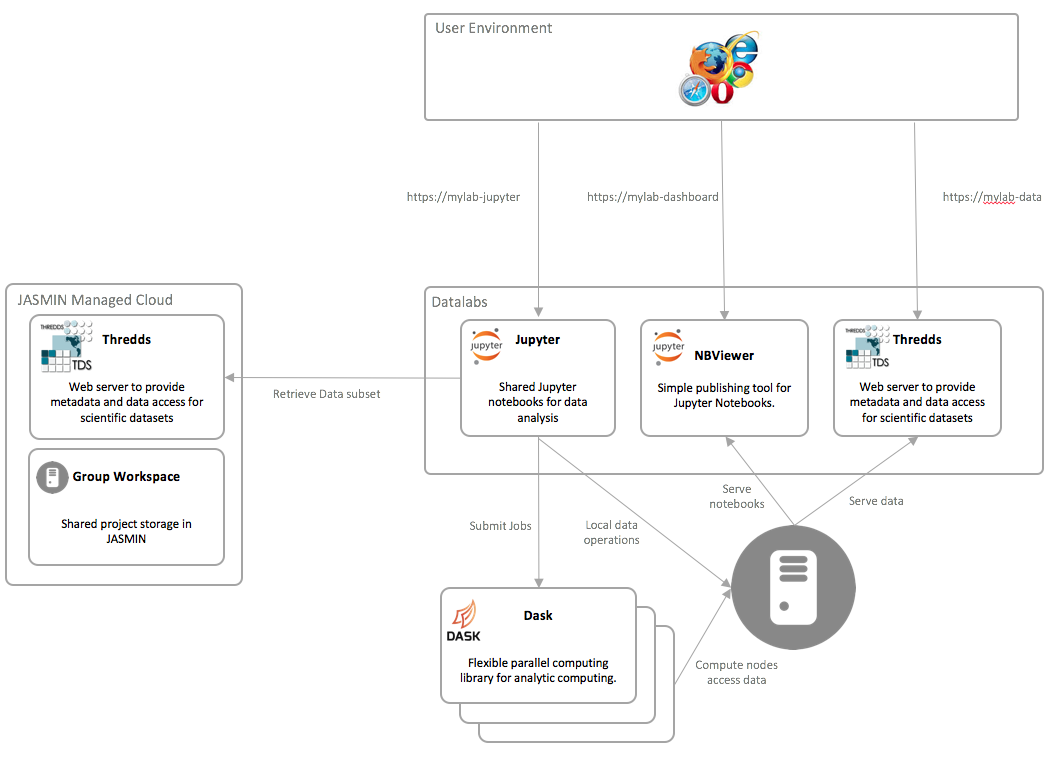 User Environment
https://mylab-jupyter
https://mylab-dashboard
https://mylab-data
JASMIN Managed Cloud
THREDDS
TDS
Thredds
Web server to provide
metadata and data access for
scientific datasets
Group Workspace
Shared project storage in
JASMIN
Retrieve Data subset
Datalabs
jupyter
Jupyter
Shared Jupyter
notebooks for data
analysis
jupyter
NBViewer
Simple publishing tool for
Jupyter Notebooks.
THREDDS
TDS
Thredds
Web server to provide
metadata and data access
for scientific datasets
Submit Jobs
Local data
operations
Serve
notebooks
Serve data
DASK
Dask
Flexible parallel computing
library for analytic computing.
Compute nodes
access data